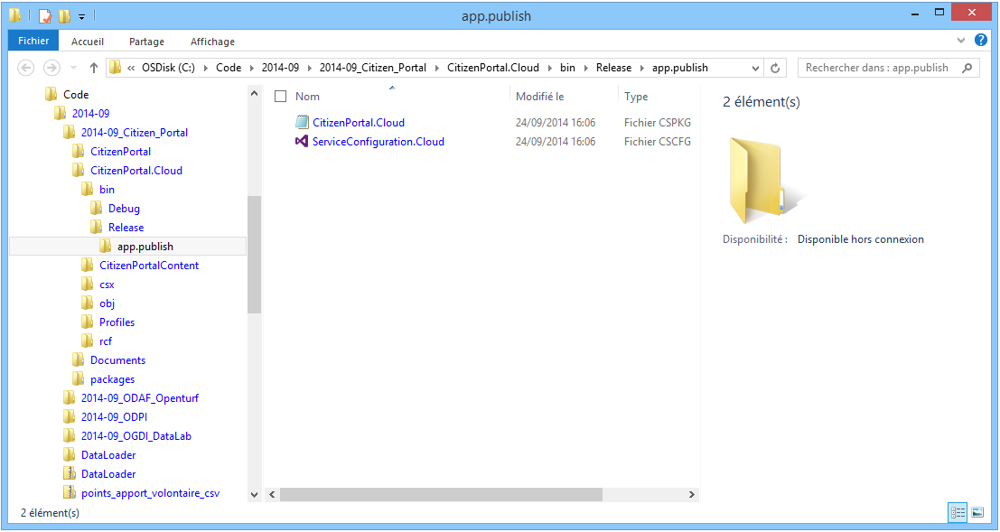 app.publish
Fichier Accueil Partage Affichage
« OSDisk (C:) Code 2014-09 2014-09_Citizen_Portal CitizenPortal.Cloud bin Release app.publish Rechercher dans : app.publish
Code
2014-09
2014-09_Citizen_Portal
CitizenPortal
CitizenPortal.Cloud
bin
Debug
Release
app.publish
CitizenPortalContent
csx
obj
Profiles
rcf
Documents
packages
2014-09_ODAF_Openturf
2014-09_ODPI
2014-09_OGDI_DataLab
DataLoader
DataLoader
points_apport_volontaire_csv
Nom Modifié le Type
CitizenPortal.Cloud 24/09/2014 16:06 Fichier CSPKG
ServiceConfiguration.Cloud 24/09/2014 16:06 Fichier CSCFG
2 élément(s)
Disponibilité : Disponible hors connexion
2 élément(s)